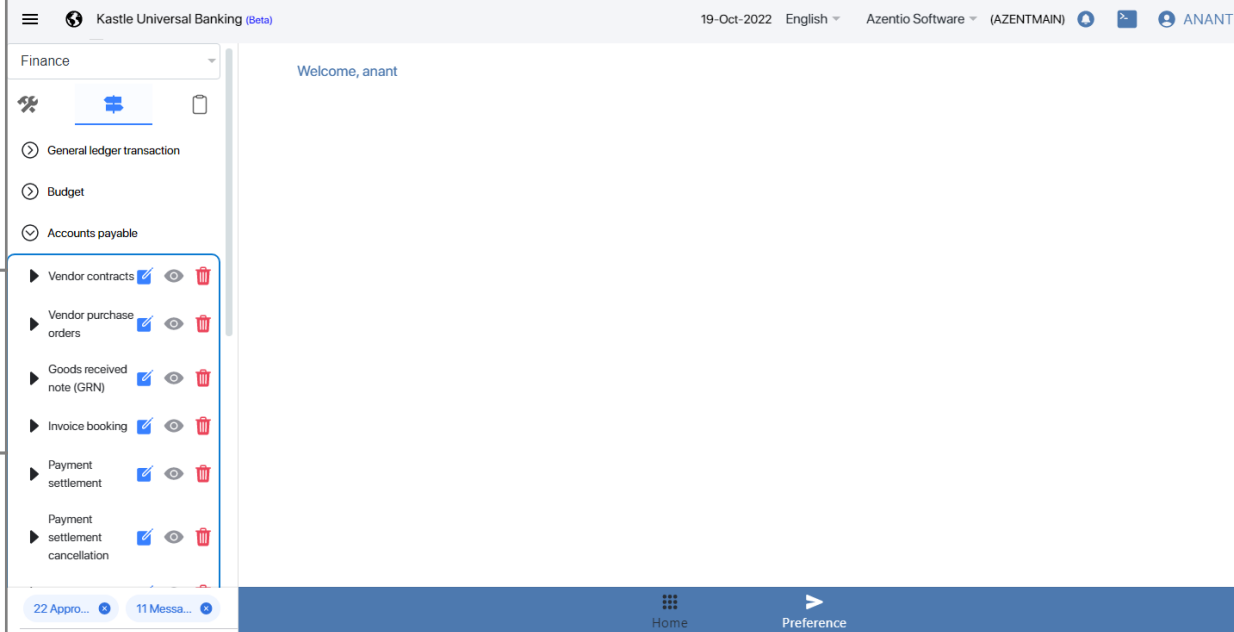 Kastle Universal Banking (Beta)
19-Oct-2022 English Azentio Software (AZENTMAIN) ANANT
Finance
Welcome, anant
General ledger transaction
Budget
Accounts payable
Vendor contracts
Vendor purchase
orders
Goods received
note (GRN)
Invoice booking
Payment
settlement
Payment
settlement
cancellation
22 Appro... 11 Messa...
Home
Preference